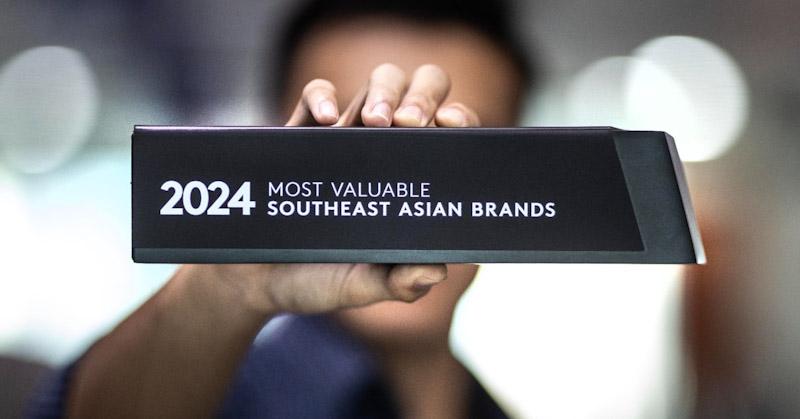 2024 MOST VALUABLE
SOUTHEAST ASIAN BRANDS